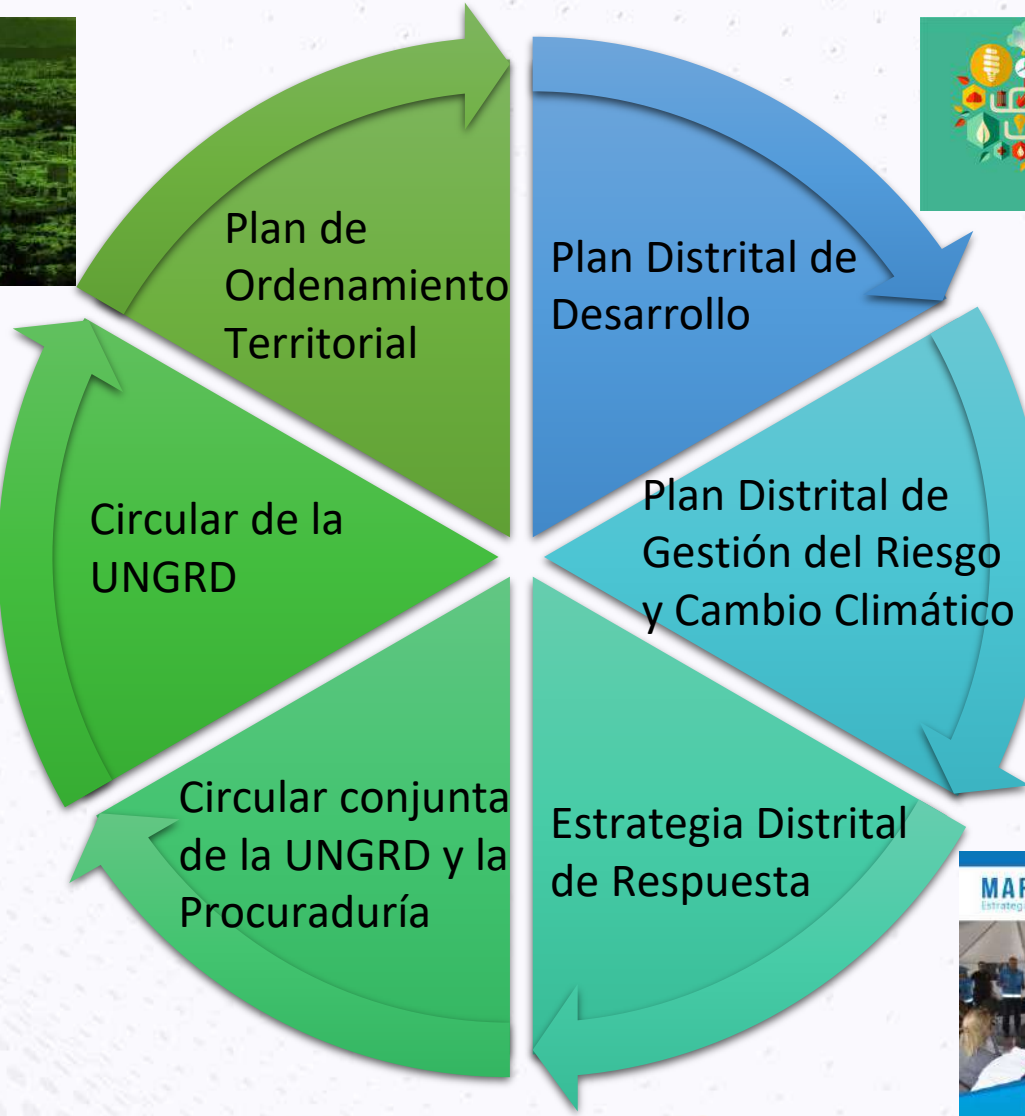 Plan de
Ordenamiento
Territorial
Plan Distrital de
Desarrollo
Plan Distrital de
Gestión del Riesgo
y Cambio Climático
Circular de la
UNGRD
Circular conjunta
de la UNGRD y la
Procuraduría
Estrategia Distrital
de Respuesta